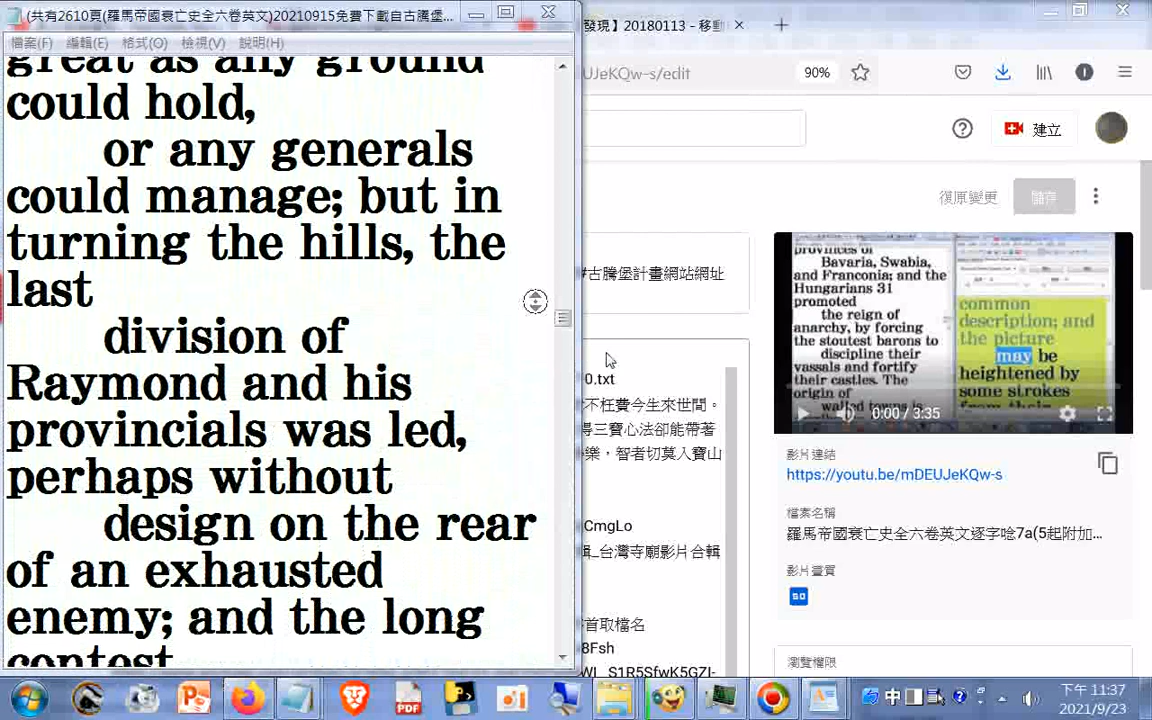 (共有2610頁(羅馬帝國衰亡史全六卷英文)20210915免費下載自古騰堡...
檔案(F) 編輯(E) 格式(O) 檢視(V) 說明(H)
great as any ground
could hold,
or any generals
could manage; but in
turning the hills, the
last
division of
Raymond and his
provincials was led,
perhaps without
design on the rear
of an exhausted
enemy; and the long
contest
發現】20180113 - 移動
UJeKQw-s/edit
90%
建立
復原變更
儲存
#古騰堡計畫網站網址
0.txt
不枉費今生來世間。
得三寶心法卻能帶著
樂，智者切莫入寶山
CmgLo
輯_台灣寺廟影片合輯
首取檔名
8Fsh
WI_S1R5SfwK5GZI-
provinces of
Bavaria, Swabia,
and Franconia; and the
Hungarians 31
promoted
the reign of
anarchy, by forcing
the stoutest barons to
discipline their
vassals and fortify
their castles. The
origin of
walled towns is
common
description; and
the picture
may be
heightened by
some strokes
0:00 / 3:35
影片連結
https://youtu.be/mDEUJeKQw-s
檔案名稱
羅馬帝國衰亡史全六卷英文逐字唸7a(5起附加...
影片畫質
SD
瀏覽權限
中
下午 11:37
2021/9/23